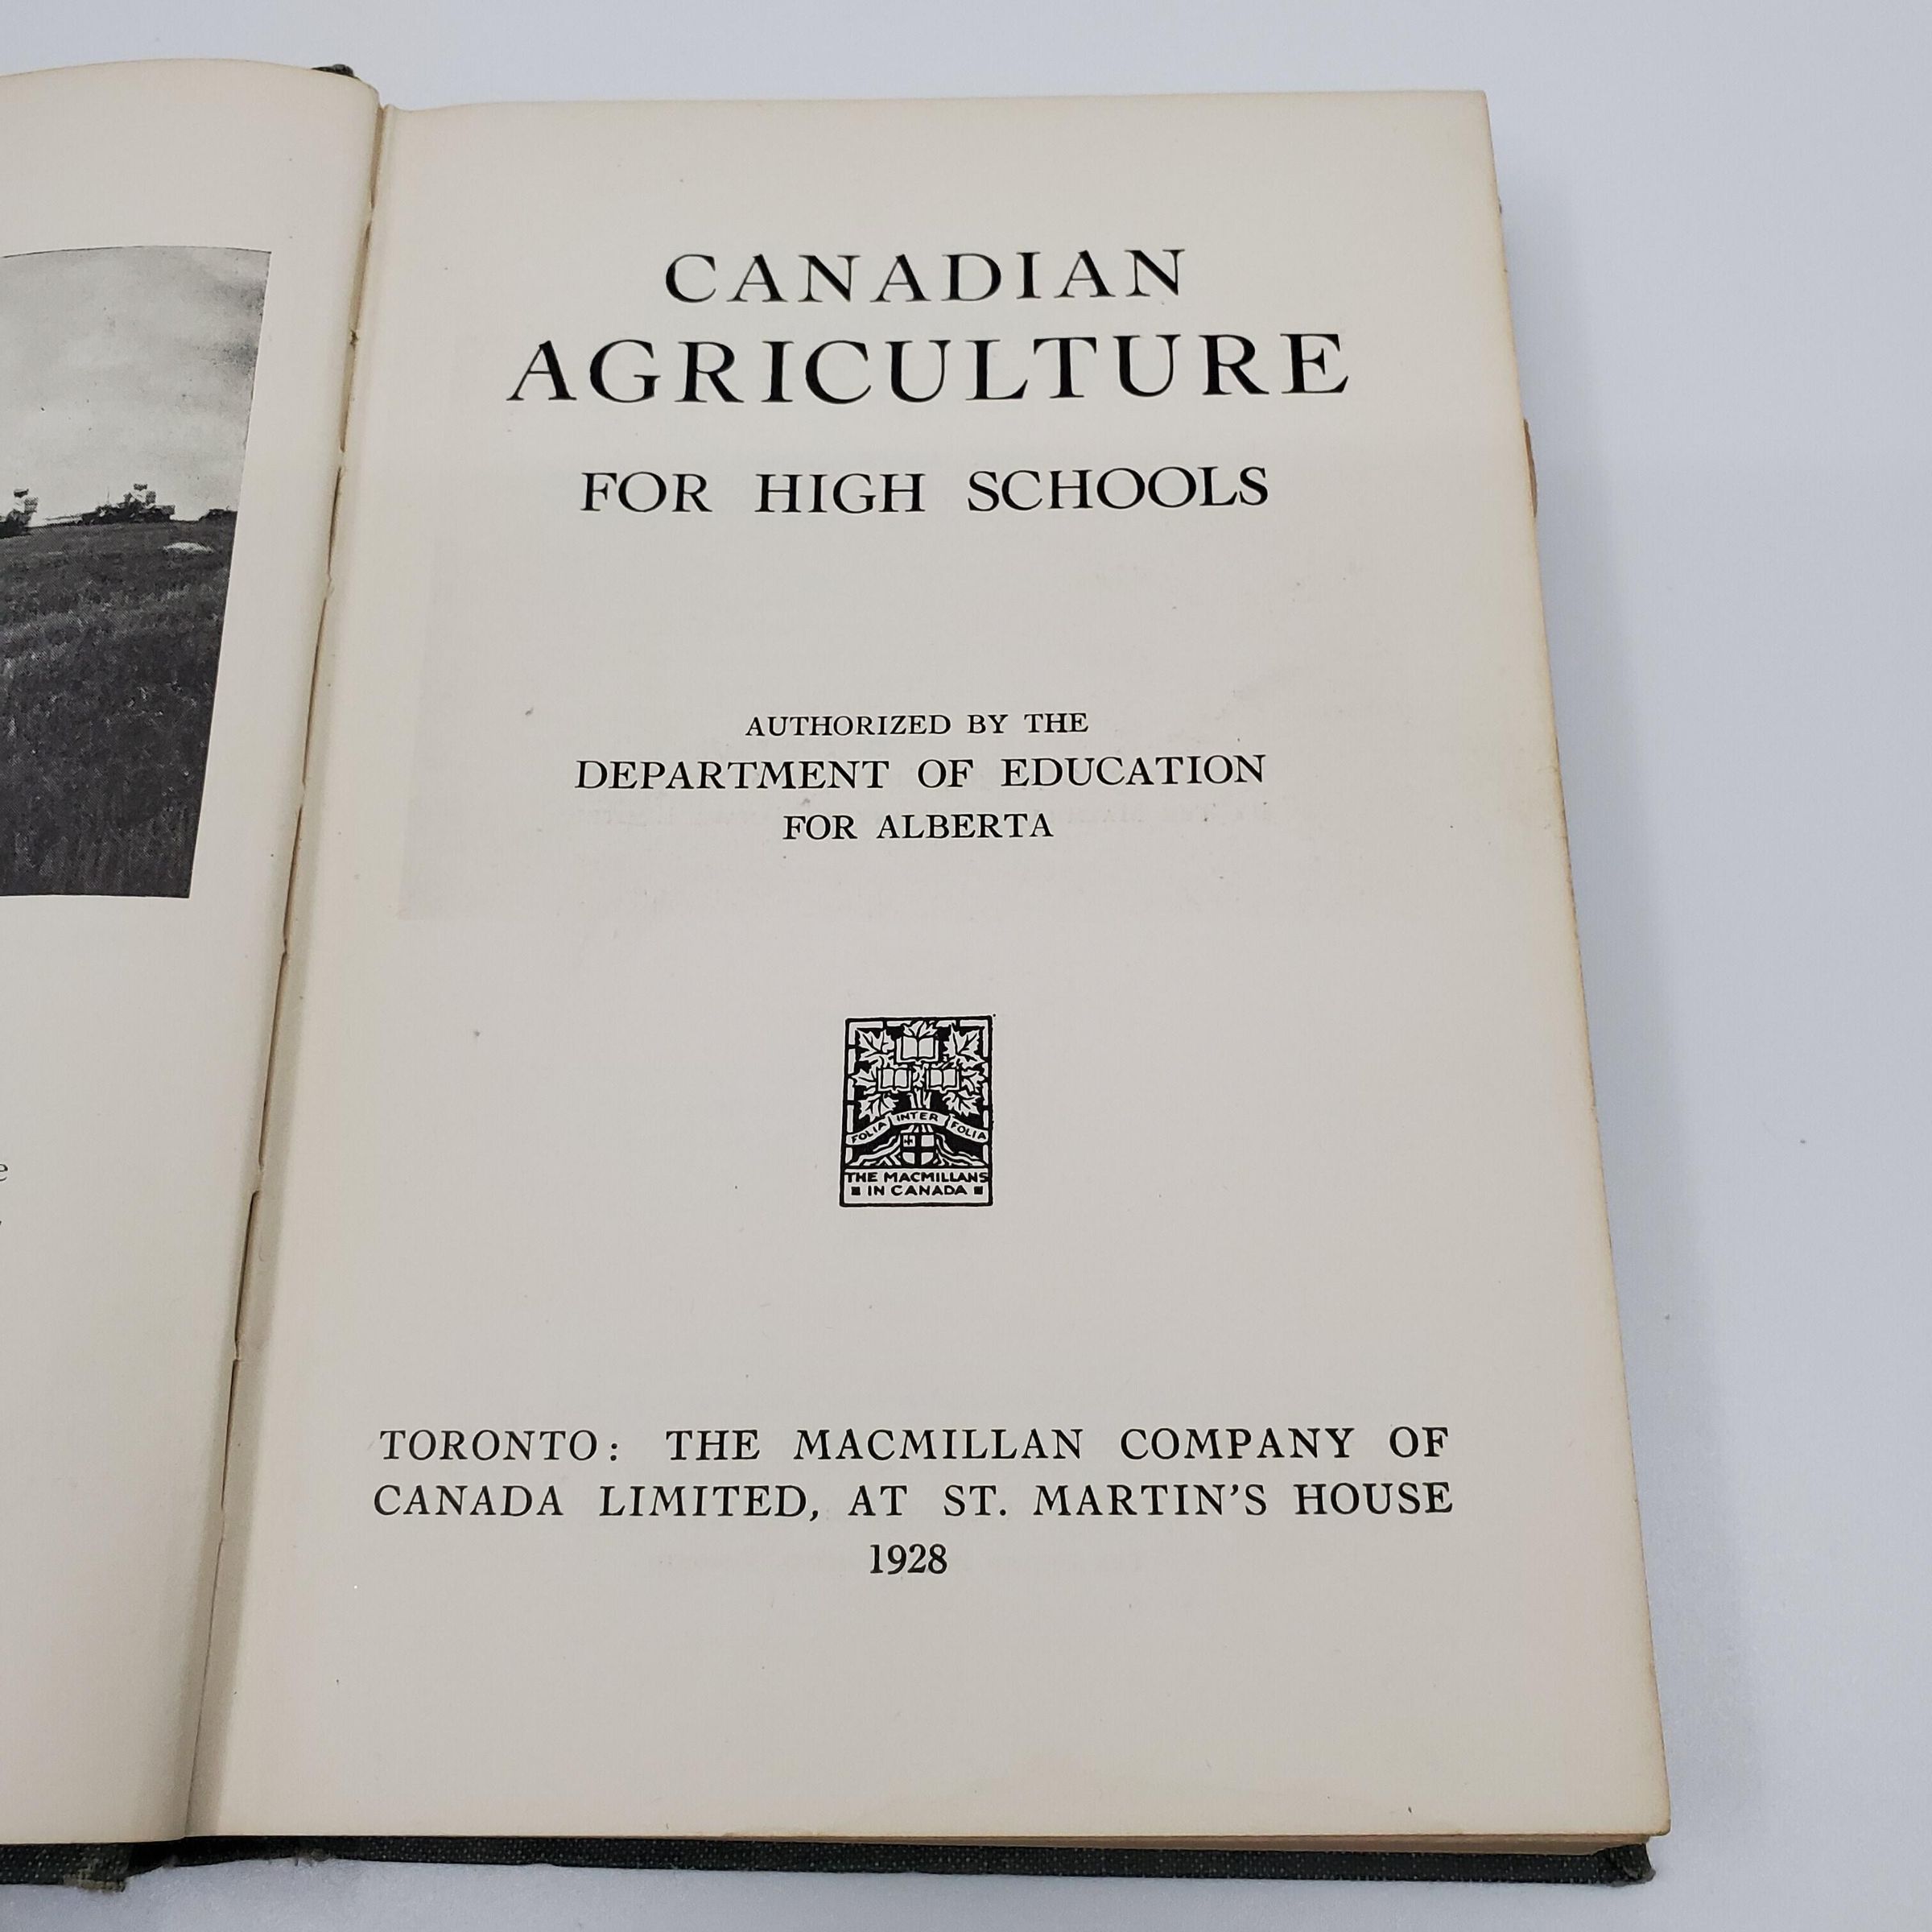 CANADIAN
AGRICULTURE
FOR HIGH SCHOOLS
AUTHORIZED BY THE
DEPARTMENT OF EDUCATION
FOR ALBERTA
FOLIA INTER FOLIA
THE MACMILLANS
IN CANADA
TORONTO: THE MACMILLAN COMPANY OF
CANADA LIMITED, AT ST. MARTIN'S HOUSE
1928